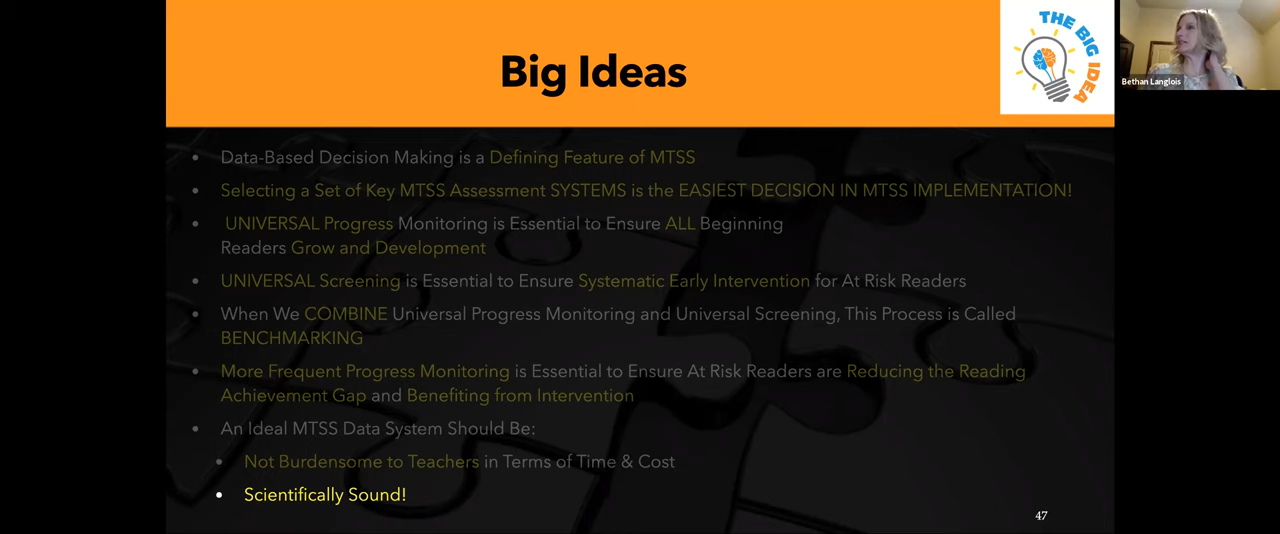 Big Ideas
THE BIG IDEA
Bethan Langlois
• Data-Based Decision Making is a Defining Feature of MTSS
• Selecting a Set of Key MTSS Assessment SYSTEMS is the EASIEST DECISION IN MTSS IMPLEMENTATION!
• UNIVERSAL Progress Monitoring is Essential to Ensure ALL Beginning
Readers Grow and Development
• UNIVERSAL Screening is Essential to Ensure Systematic Early Intervention for At Risk Readers
• When We COMBINE Universal Progress Monitoring and Universal Screening, This Process is Called
BENCHMARKING
• More Frequent Progress Monitoring is Essential to Ensure At Risk Readers are Reducing the Reading
Achievement Gap and Benefiting from Intervention
• An Ideal MTSS Data System Should Be:
• Not Burdensome to Teachers in Terms of Time & Cost
• Scientifically Sound!
47